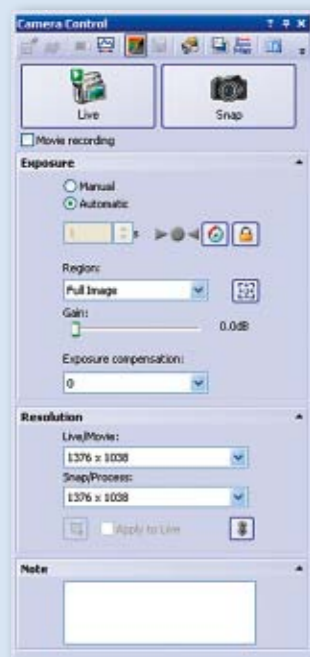 Camera Control
Live
Snap
Movie recording
Exposure
Manual
Automatic
s
Region:
Full Image
Gain:
0.0dB
Exposure compensation:
0
Resolution
Live/Movie:
1376 x 1038
Snap/Process:
1376 x 1038
Apply to Live
Note